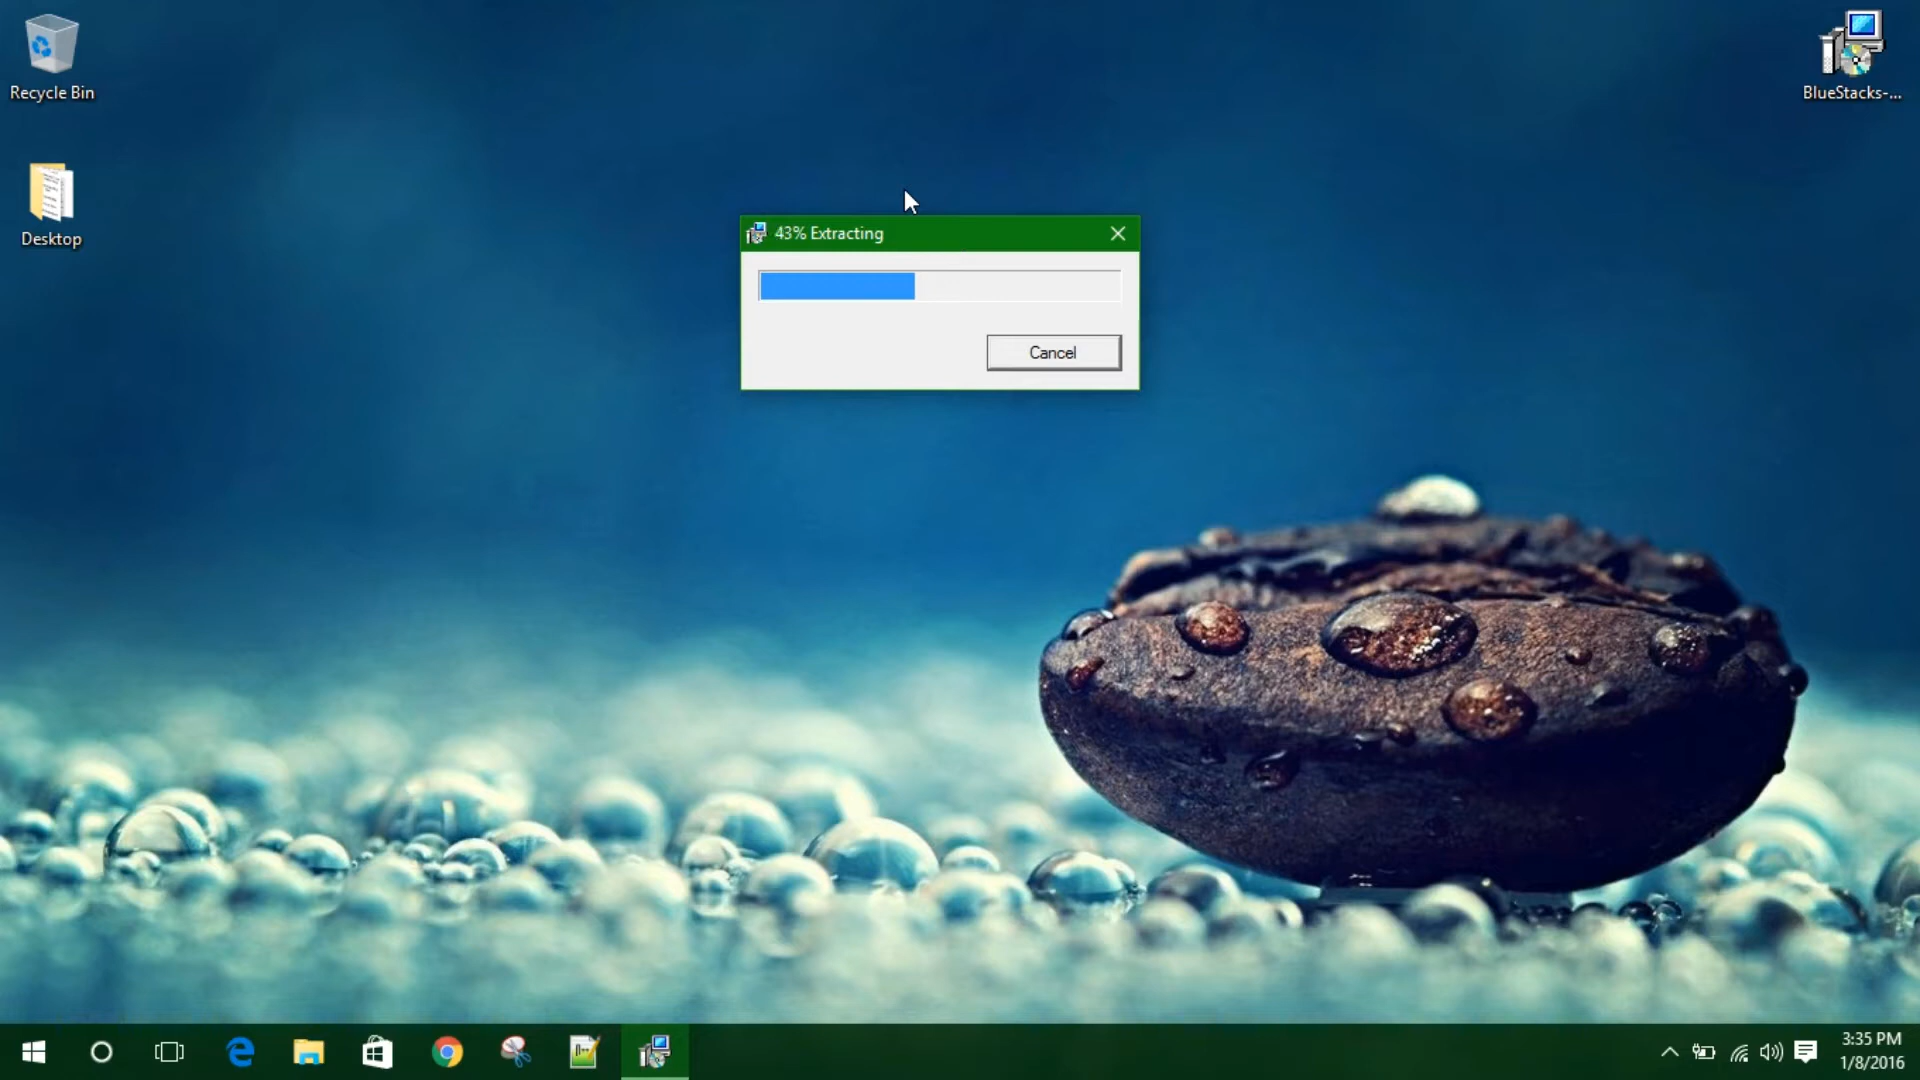 Recycle Bin
BlueStacks-...
Desktop
43% Extracting
Cancel
3:35 PM
1/8/2016